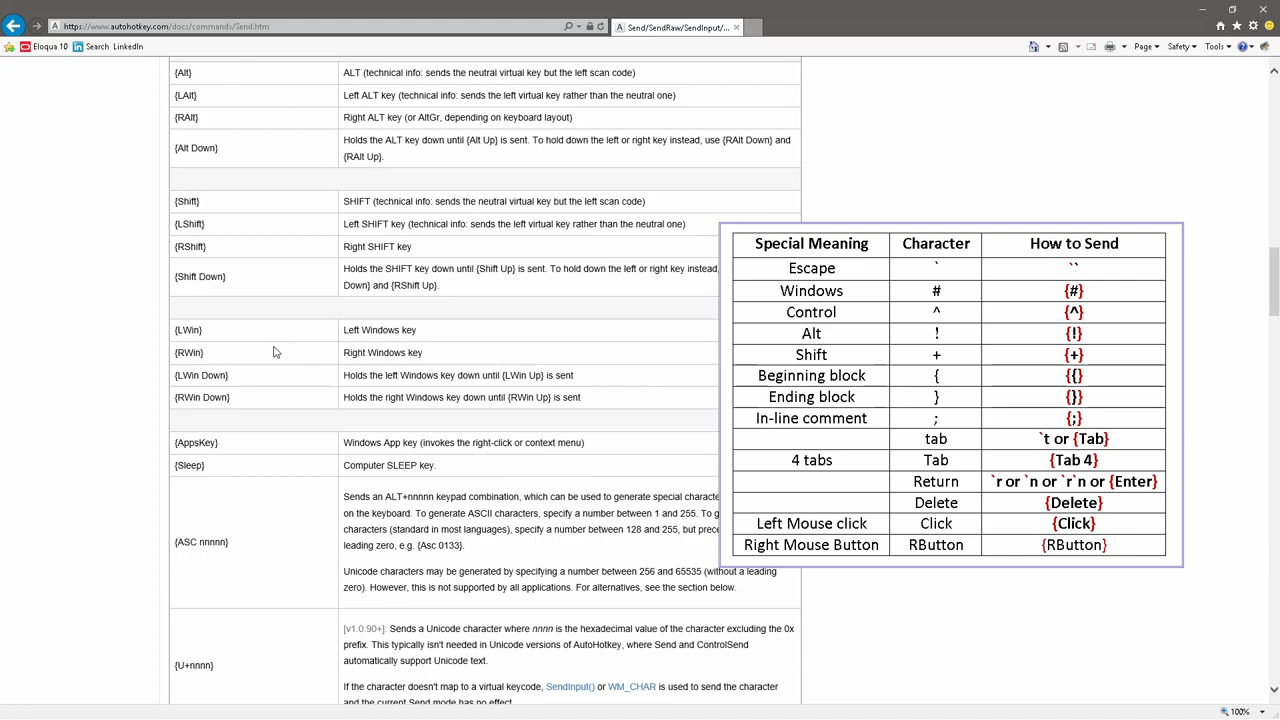 https://www.autohotkey.com/docs/commands/Send.htm
Send/SendRaw/SendInput/...
Eloqua 10 Search LinkedIn
Page Safety Tools
{Alt} ALT (technical info: sends the neutral virtual key but the left scan code)
{LAlt} Left ALT key (technical info: sends the left virtual key rather than the neutral one)
{RAlt} Right ALT key (or AltGr, depending on keyboard layout)
{Alt Down} Holds the ALT key down until {Alt Up} is sent. To hold down the left or right key instead, use {RAlt Down} and
{RAlt Up}.
{Shift} SHIFT (technical info: sends the neutral virtual key but the left scan code)
{LShift} Left SHIFT key (technical info: sends the left virtual key rather than the neutral one)
{RShift} Right SHIFT key
{Shift Down} Holds the SHIFT key down until {Shift Up} is sent. To hold down the left or right key instead,
Down} and {RShift Up}.
{LWin} Left Windows key
{RWin} Right Windows key
{LWin Down} Holds the left Windows key down until {LWin Up} is sent
{RWin Down} Holds the right Windows key down until {RWin Up} is sent
{AppsKey} Windows App key (invokes the right-click or context menu)
{Sleep} Computer SLEEP key.
{ASC nnnnn} Sends an ALT+nnnnn keypad combination, which can be used to generate special characte
on the keyboard. To generate ASCII characters, specify a number between 1 and 255. To g
characters (standard in most languages), specify a number between 128 and 255, but prece
leading zero, e.g. {Asc 0133}.
Unicode characters may be generated by specifying a number between 256 and 65535 (without a leading
zero). However, this is not supported by all applications. For alternatives, see the section below.
{U+nnnn} [v1.0.90+]: Sends a Unicode character where nnnn is the hexadecimal value of the character excluding the 0x
prefix. This typically isn't needed in Unicode versions of AutoHotkey, where Send and ControlSend
automatically support Unicode text.
If the character doesn't map to a virtual keycode, SendInput() or WM_CHAR is used to send the character
and the current Send mode has no effect.
Special Meaning Character How to Send
Escape ` ``
Windows # {#}
Control ^ {^}
Alt ! {!}
Shift + {+}
Beginning block { {{}
Ending block } {}}
In-line comment ; {;}
tab `t or {Tab}
4 tabs Tab {Tab 4}
Return `r or `n or `r`n or {Enter}
Delete {Delete}
Left Mouse click Click {Click}
Right Mouse Button RButton {RButton}
100%